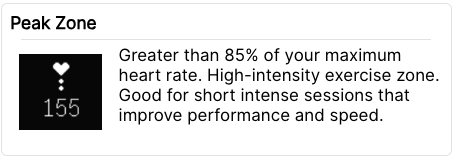 Peak Zone
Greater than 85% of your maximum
heart rate. High-intensity exercise zone.
155
Good for short intense sessions that
improve performance and speed.